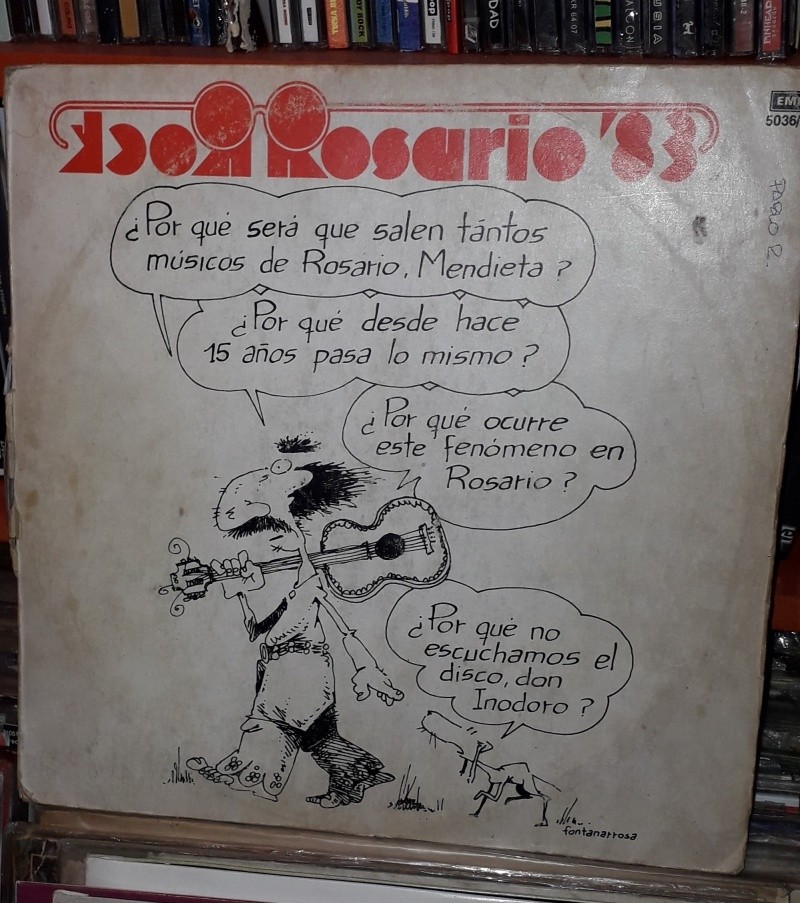 Rock Rosario '83
EMI
5036/
PABLO R.
¿Por qué será que salen tántos
músicos de Rosario, Mendieta ?
¿Por qué desde hace
15 años pasa lo mismo ?
¿Por qué ocurre
este fenómeno en
Rosario ?
¿Por qué no
escuchamos el
disco, don
Inodoro ?
fontanarrosa